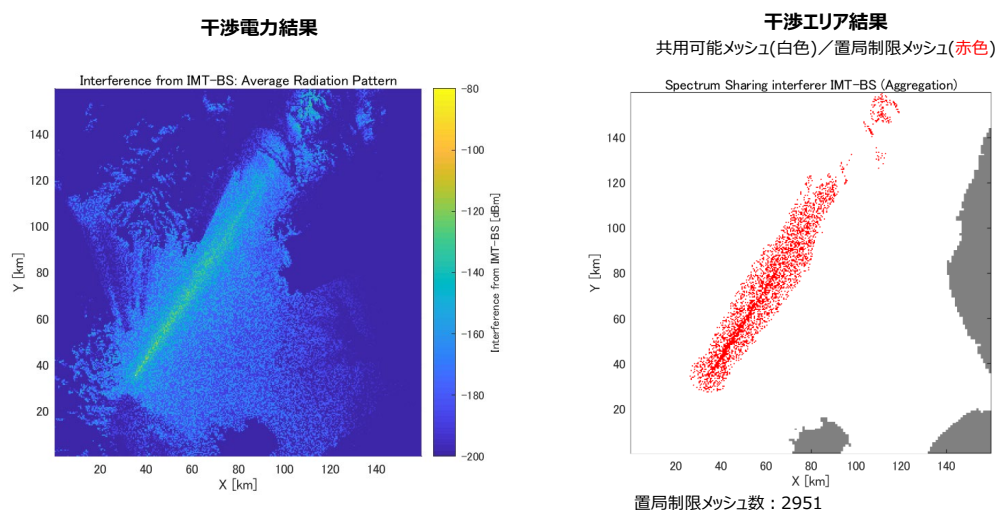 干渉電力結果
Interference from IMT-BS: Average Radiation Pattern
Y [km]
140
120
100
80
60
40
20
20 40 60 80 100 120 140
X [km]
-80
-100
-120
-140
-160
-180
-200
Interference from IMT-BS [dBm]
干渉エリア結果
共用可能メッシュ(白色)／置局制限メッシュ(赤色)
Spectrum Sharing interferer IMT-BS (Aggregation)
Y [km]
140
120
100
80
60
40
20
20 40 60 80 100 120 140
X [km]
置局制限メッシュ数：2951